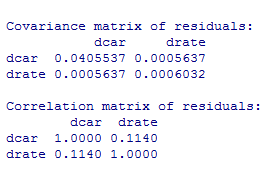 Covariance matrix of residuals:
dcar drate
dcar 0.0405537 0.0005637
drate 0.0005637 0.0006032
Correlation matrix of residuals:
dcar drate
dcar 1.0000 0.1140
drate 0.1140 1.0000